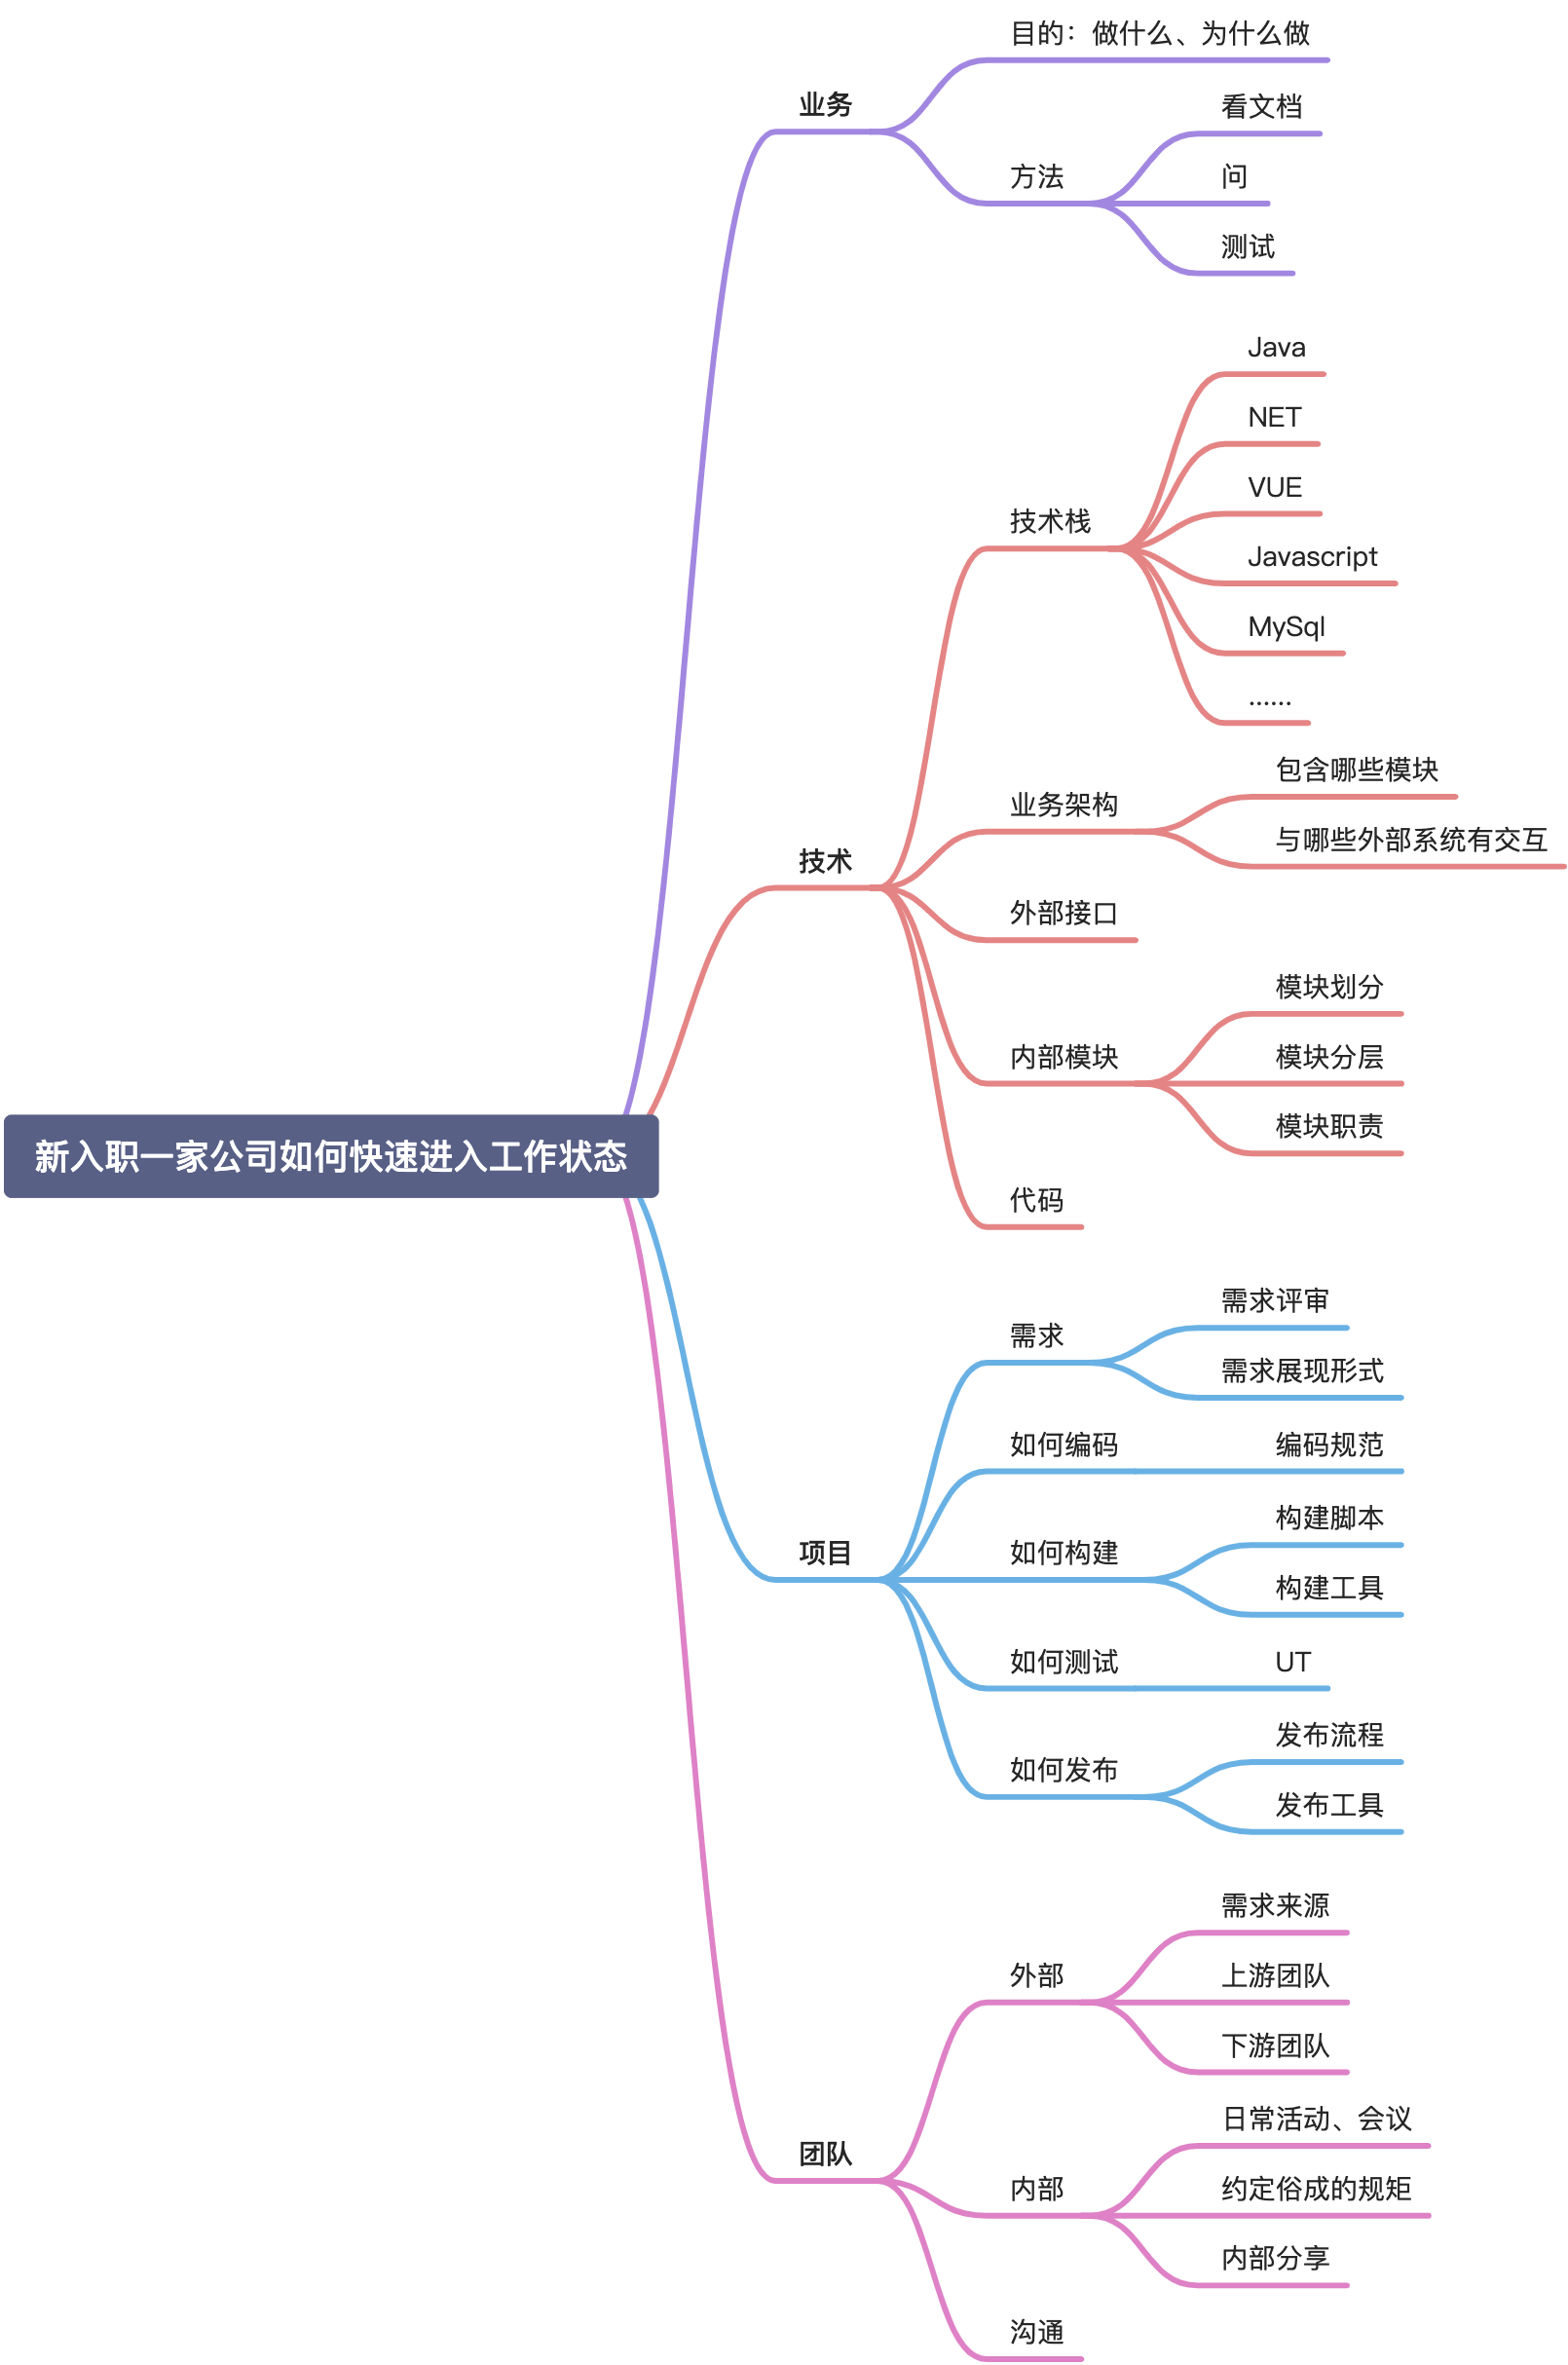 目的：做什么、为什么做
业务
看文档
方法
问
测试
Java
NET
VUE
技术栈
Javascript
MySql
......
包含哪些模块
业务架构
与哪些外部系统有交互
技术
外部接口
模块划分
内部模块
模块分层
模块职责
新入职一家公司如何快速进入工作状态
代码
需求评审
需求
需求展现形式
如何编码
编码规范
构建脚本
项目
如何构建
构建工具
如何测试
UT
发布流程
如何发布
发布工具
需求来源
外部
上游团队
下游团队
日常活动、会议
团队
内部
约定俗成的规矩
内部分享
沟通